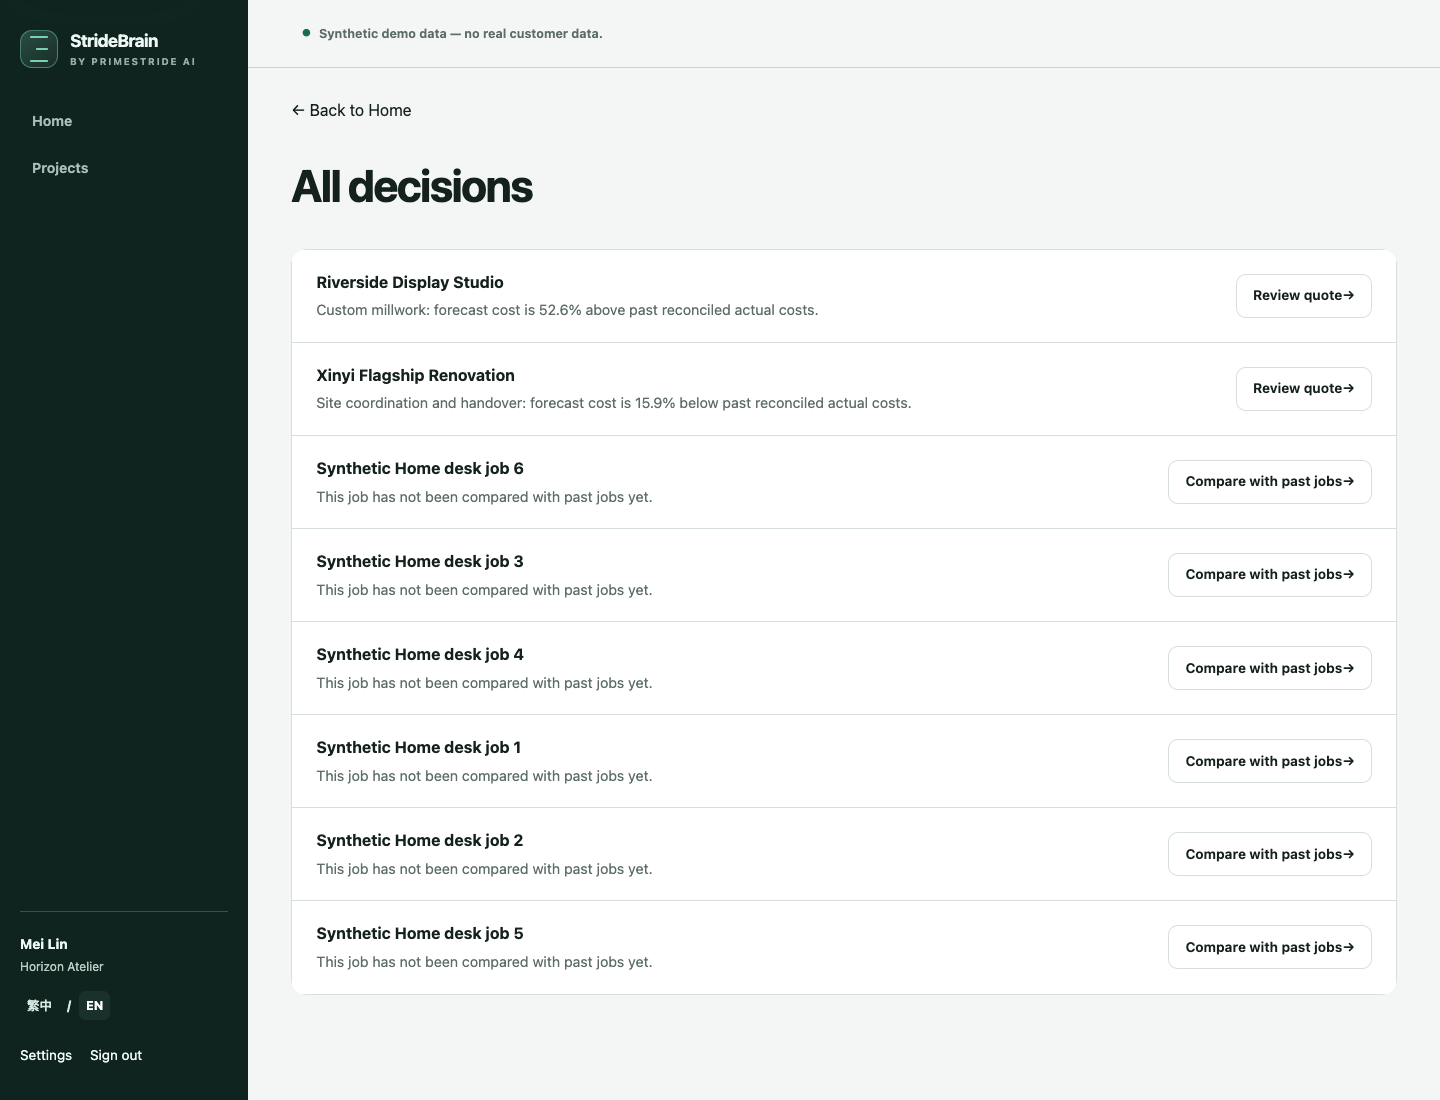 StrideBrain
BY PRIMESTRIDE AI
Home
Projects
Mei Lin
Horizon Atelier
繁中 / EN
Settings Sign out
Synthetic demo data — no real customer data.
← Back to Home
All decisions
Riverside Display Studio
Custom millwork: forecast cost is 52.6% above past reconciled actual costs.
Review quote→
Xinyi Flagship Renovation
Site coordination and handover: forecast cost is 15.9% below past reconciled actual costs.
Review quote→
Synthetic Home desk job 6
This job has not been compared with past jobs yet.
Compare with past jobs→
Synthetic Home desk job 3
This job has not been compared with past jobs yet.
Compare with past jobs→
Synthetic Home desk job 4
This job has not been compared with past jobs yet.
Compare with past jobs→
Synthetic Home desk job 1
This job has not been compared with past jobs yet.
Compare with past jobs→
Synthetic Home desk job 2
This job has not been compared with past jobs yet.
Compare with past jobs→
Synthetic Home desk job 5
This job has not been compared with past jobs yet.
Compare with past jobs→